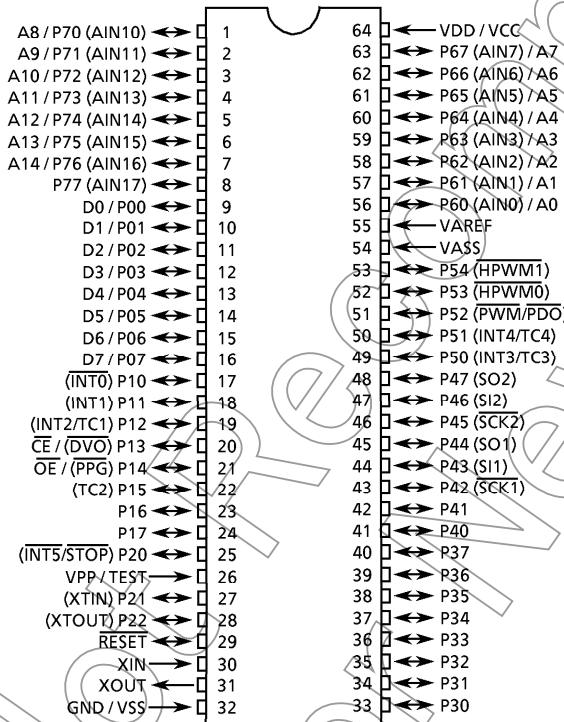 A8 / P70 (AIN10) 1 64 VDD / VCC
A9 / P71 (AIN11) 2 63 P67 (AIN7) / A7
A10 / P72 (AIN12) 3 62 P66 (AIN6) / A6
A11 / P73 (AIN13) 4 61 P65 (AIN5) / A5
A12 / P74 (AIN14) 5 60 P64 (AIN4) / A4
A13 / P75 (AIN15) 6 59 P63 (AIN3) / A3
A14 / P76 (AIN16) 7 58 P62 (AIN2) / A2
P77 (AIN17) 8 57 P61 (AIN1) / A1
D0 / P00 9 56 P60 (AIN0) / A0
D1 / P01 10 55 VAREF
D2 / P02 11 54 VASS
D3 / P03 12 53 P54 (HPWM1)
D4 / P04 13 52 P53 (HPWM0)
D5 / P05 14 51 P52 (PWM/PDO)
D6 / P06 15 50 P51 (INT4/TC4)
D7 / P07 16 49 P50 (INT3/TC3)
(INT0) P10 17 48 P47 (SO2)
(INT1) P11 18 47 P46 (SI2)
(INT2/TC1) P12 19 46 P45 (SCK2)
CE / (DVO) P13 20 45 P44 (SO1)
OE / (PPG) P14 21 44 P43 (SI1)
(TC2) P15 22 43 P42 (SCK1)
P16 23 42 P41
P17 24 41 P40
(INT5/STOP) P20 25 40 P37
VPP / TEST 26 39 P36
(XTIN) P21 27 38 P35
(XTOUT) P22 28 37 P34
RESET 29 36 P33
XIN 30 35 P32
XOUT 31 34 P31
GND / VSS 32 33 P30